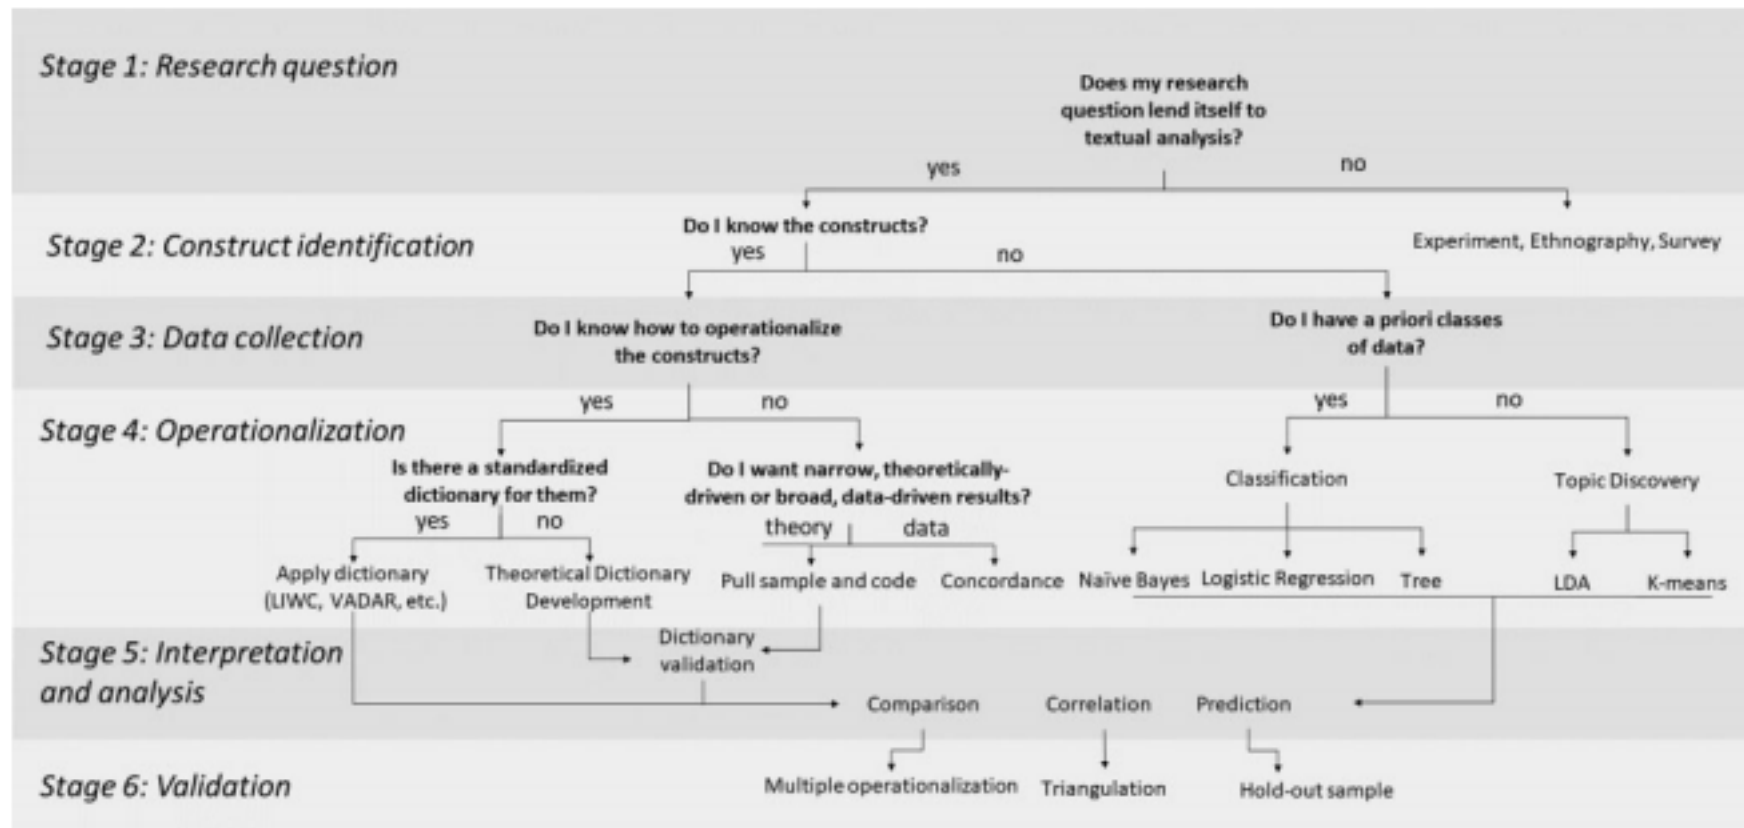 Stage 1: Research question
Does my research
question lend itself to
textual analysis?
yes
no
Stage 2: Construct identification
Do I know the constructs?
yes
no
Experiment, Ethnography, Survey
Stage 3: Data collection
Do I know how to operationalize
the constructs?
Do I have a priori classes
of data?
yes
no
yes
no
Stage 4: Operationalization
Is there a standardized
dictionary for them?
yes
no
Do I want narrow, theoretically-
driven or broad, data-driven results?
theory
data
Classification
Topic Discovery
Apply dictionary
(LIWC, VADAR, etc.)
Theoretical Dictionary
Development
Pull sample and code
Concordance
Naïve Bayes
Logistic Regression
Tree
LDA
K-means
Stage 5: Interpretation
and analysis
Dictionary
validation
Comparison
Correlation
Prediction
Stage 6: Validation
Multiple operationalization
Triangulation
Hold-out sample